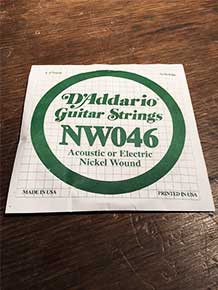 D'Addario
Guitar Strings
NW046
Acoustic or Electric
Nickel Wound
MADE IN USA
PRINTED IN USA